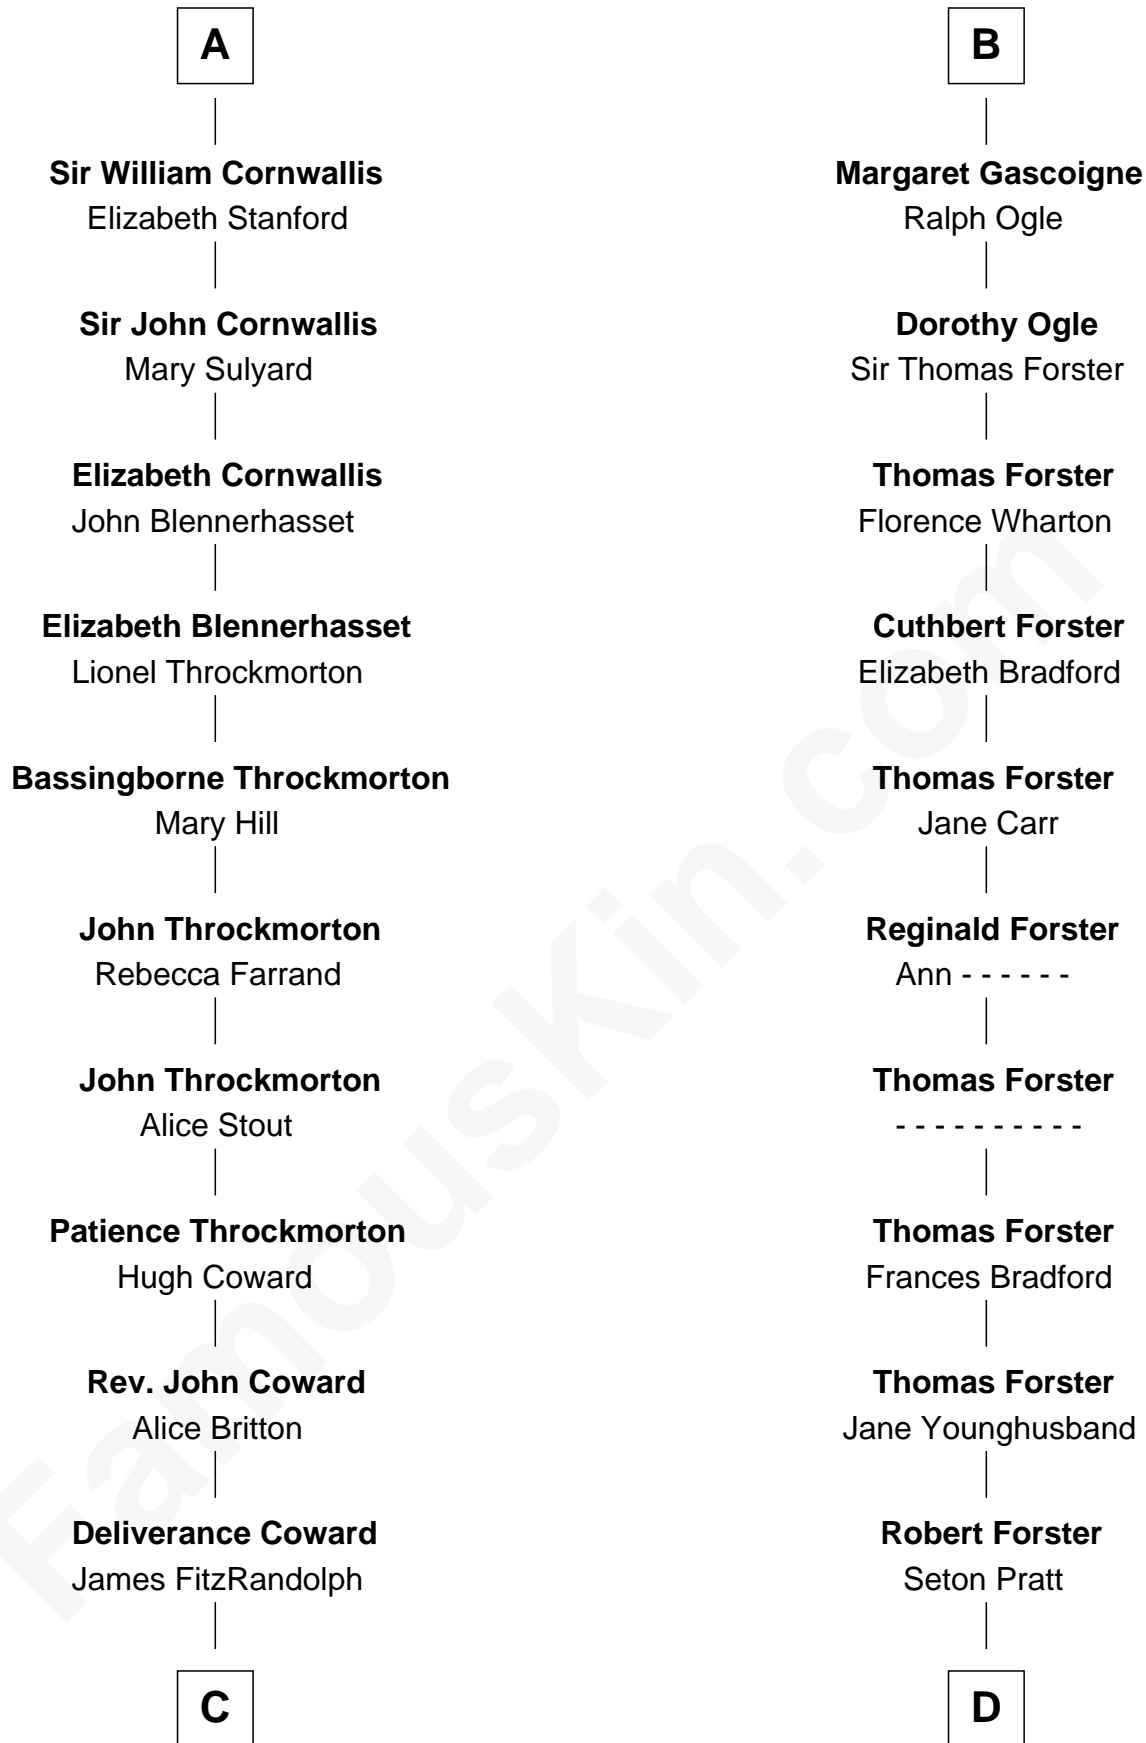 A
Sir William Cornwallis
Elizabeth Stanford
Sir John Cornwallis
Mary Sulyard
Elizabeth Cornwallis
John Blennerhasset
Elizabeth Blennerhasset
Lionel Throckmorton
Bassingborne Throckmorton
Mary Hill
John Throckmorton
Rebecca Farrand
John Throckmorton
Alice Stout
Patience Throckmorton
Hugh Coward
Rev. John Coward
Alice Britton
Deliverance Coward
James FitzRandolph
C
B
Margaret Gascoigne
Ralph Ogle
Dorothy Ogle
Sir Thomas Forster
Thomas Forster
Florence Wharton
Cuthbert Forster
Elizabeth Bradford
Thomas Forster
Jane Carr
Reginald Forster
Ann - - - - - -
Thomas Forster
- - - - - - - - - -
Thomas Forster
Frances Bradford
Thomas Forster
Jane Younghusband
Robert Forster
Seton Pratt
D
FamousKin.com